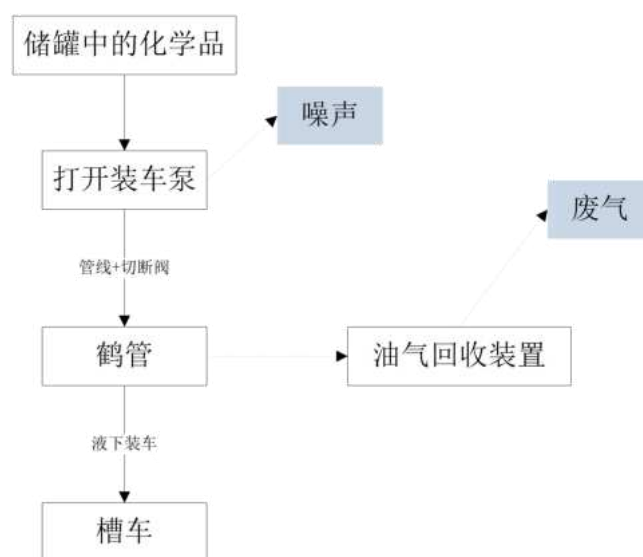 储罐中的化学品
噪声
打开装车泵
废气
管线+切断阀
鹤管
油气回收装置
液下装车
槽车